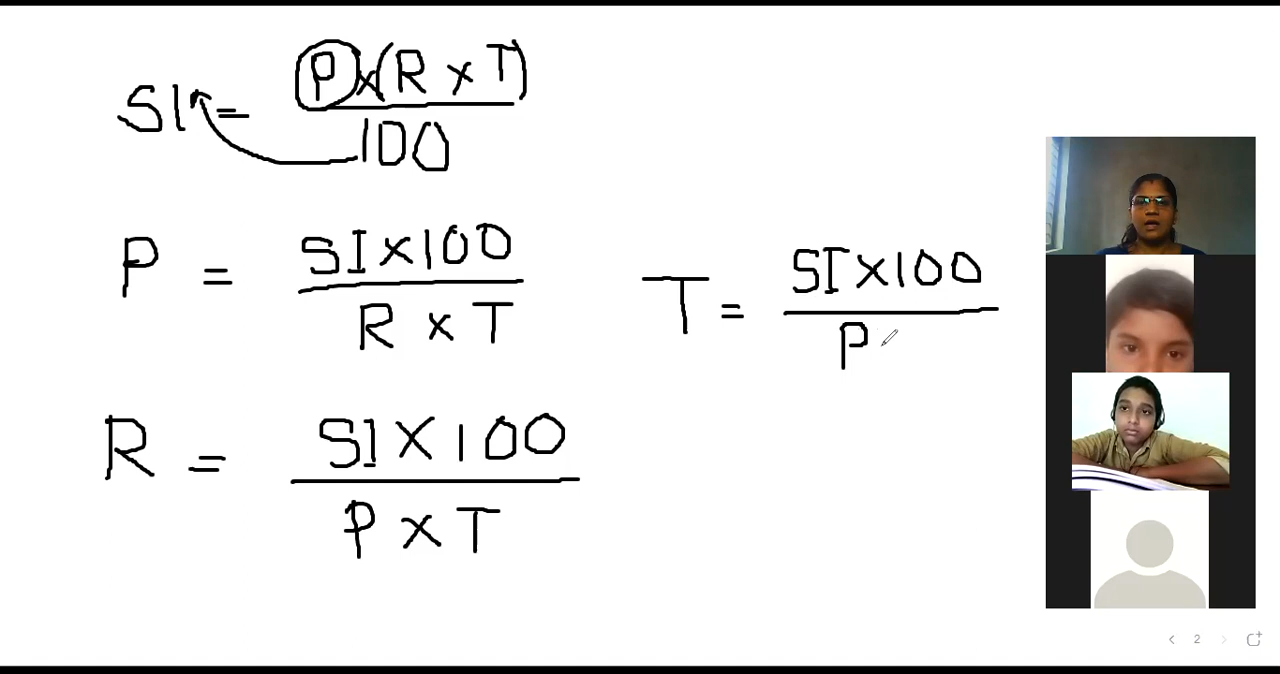 SI = P × (R × T)
100
P = SI × 100
R × T
T = SI × 100
P
R = SI × 100
P × T
2